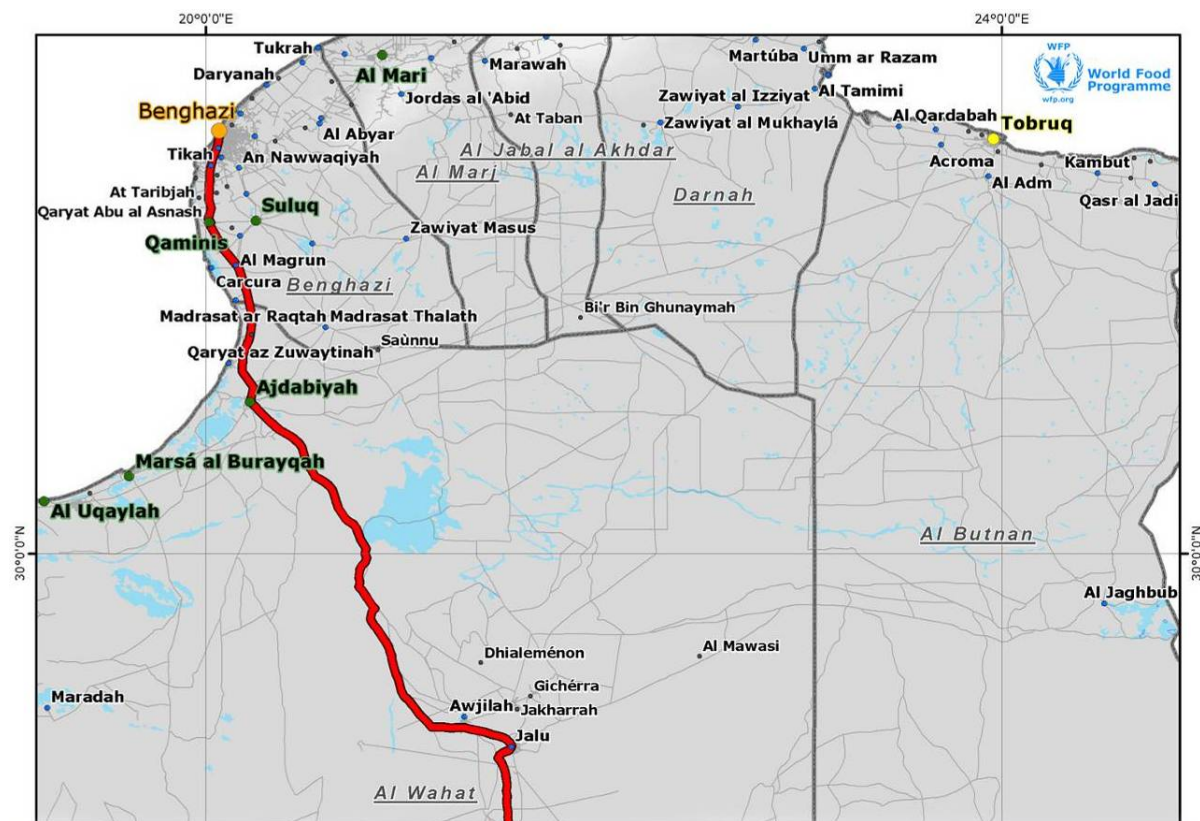 20°0'0"E
24°0'0"E
Tukrah
Al Mari
Marawah
Martúba
Umm ar Razam
WFP
World Food
Programme
wfp.org
Daryanah
Jordas al 'Abid
Zawiyat al Izziyat
Al Tamimi
Benghazi
At Taban
Zawiyat al Mukhaylá
Al Qardabah
Tobruq
Al Abyar
Tikah
An Nawwaqiyah
Al Jabal al Akhdar
Al Marj
Acroma
Kambut
Al Adm
At Taribjah
Darnah
Qasr al Jadi
Qaryat Abu al Asnash
Suluq
Qaminis
Zawiyat Masus
Al Magrun
Carcura
Benghazi
Madrasat ar Raqtah
Madrasat Thalath
Bi'r Bin Ghunaymah
Qaryat az Zuwaytinah
Saùnnu
Ajdabiyah
Marsá al Burayqah
Al Uqaylah
Al Butnan
30°0'0"N
30°0'0"N
Al Jaghbub
Al Mawasi
Dhialeménon
Gichérra
Maradah
Awjilah
Jakharrah
Jalu
Al Wahat